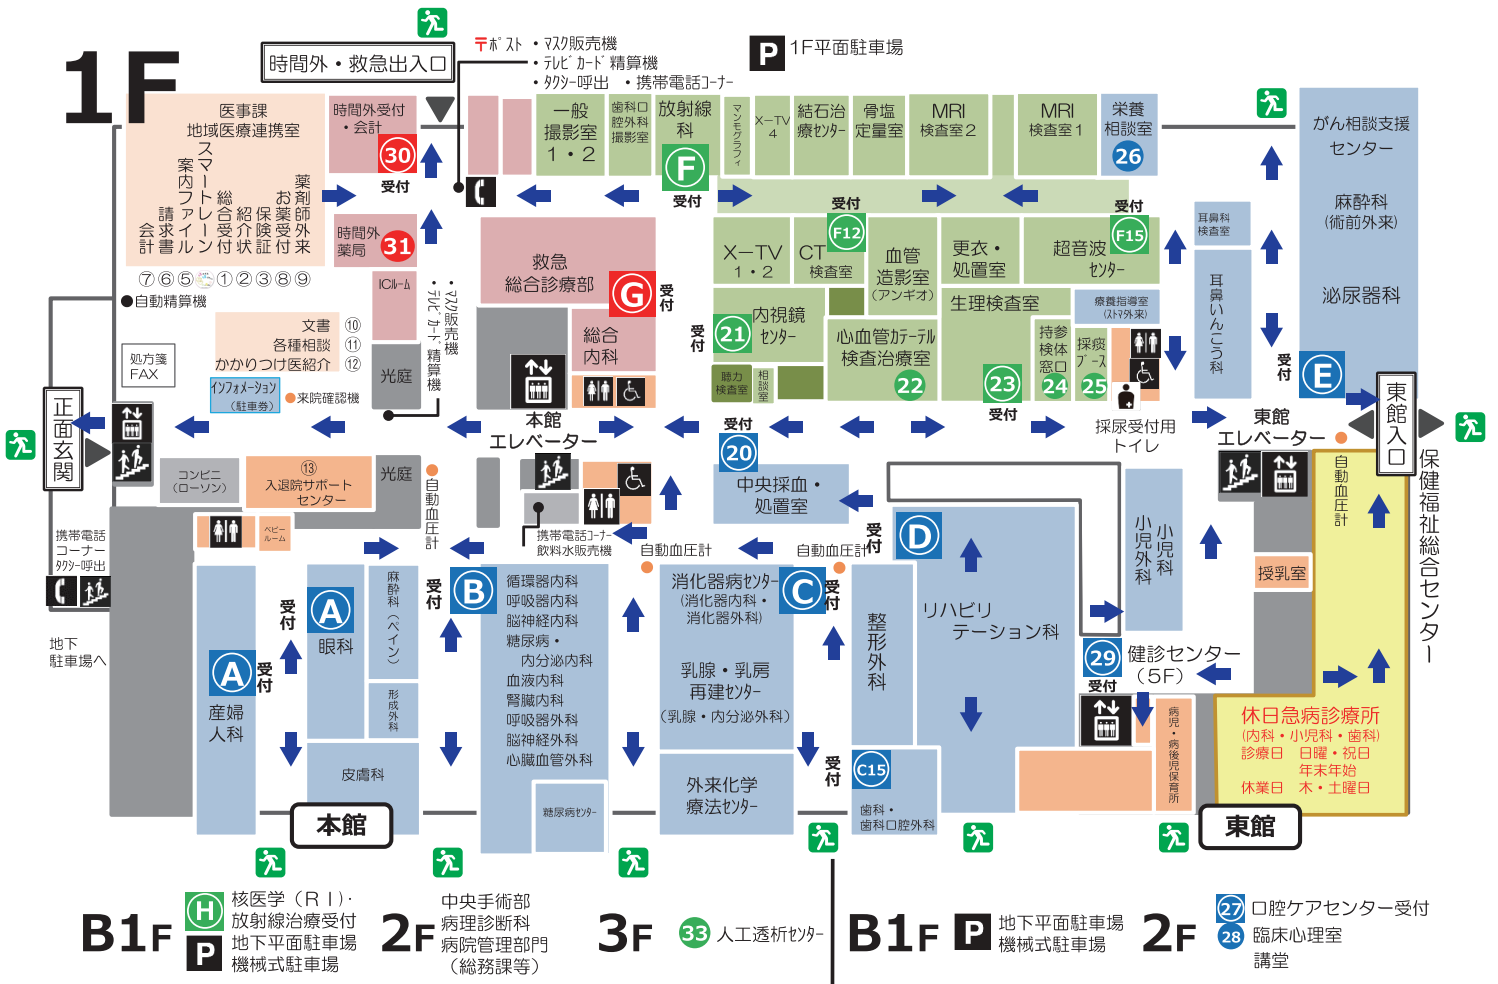 1F
時間外・救急出入口
〒ポスト ・マスク販売機
・テレビカード精算機
・タクシー呼出 ・携帯電話コーナー
P 1F平面駐車場
医事課
地域医療連携室
会計
請求書
案内ファイル
スマートレーン
総合受付
紹介状
保険証
お薬受付
薬剤師外来
⑦⑥⑤①②③⑧⑨
●自動精算機
時間外受付
・会計
30
受付
時間外
薬局
31
ICルーム
文書 ⑩
各種相談 ⑪
かかりつけ医紹介 ⑫
インフォメーション
(駐車券)
●来院確認機
処方箋
FAX
光庭
・マスク販売機
・テレビカード精算機
一般
撮影室
1・2
歯科口
腔外科
撮影室
放射線
科
F
受付
マンモグラフィ
X-TV
4
結石治
療センター
骨塩
定量室
MRI
検査室2
MRI
検査室1
栄養
相談室
26
がん相談支援
センター
麻酔科
(術前外来)
泌尿器科
受付
E
救急
総合診療部
G
受付
総合
内科
本館
エレベーター
X-TV
1・2
CT
検査室
受付
F12
血管
造影室
(アンギオ)
更衣・
処置室
超音波
センター
受付
F15
耳鼻科
検査室
耳鼻いんこう科
受付
21
内視鏡
センター
聴力
検査室
相談室
心血管カテーテル
検査治療室
22
生理検査室
23
受付
持参
検体
窓口
24
採痰
ブース
25
療養指導室
(ストマ外来)
採尿受付用
トイレ
東館
エレベーター
東館入口
保健福祉総合センター
自動血圧計
正面玄関
コンビニ
(ローソン)
⑬
入退院サポート
センター
光庭
自動血圧計
ベビー
ルーム
携帯電話コーナー
飲料水販売機
受付
20
中央採血・
処置室
携帯電話
コーナー
タクシー呼出
地下
駐車場へ
A
受付
産婦
人科
受付
A
眼科
麻酔科(ペイン)
形成外科
皮膚科
受付
B
循環器内科
呼吸器内科
脳神経内科
糖尿病・
内分泌内科
血液内科
腎臓内科
呼吸器外科
脳神経外科
心臓血管外科
糖尿病センター
自動血圧計
消化器病センター
(消化器内科・
消化器外科)
乳腺・乳房
再建センター
(乳腺・内分泌外科)
外来化学
療法センター
自動血圧計
C
受付
整形外科
受付
D
リハビリ
テーション科
受付
C15
歯科・
歯科口腔外科
小児外科
小児科
29
受付
健診センター
(5F)
授乳室
病児・病後児保育所
休日急病診療所
(内科・小児科・歯科)
診療日 日曜・祝日
年末年始
休業日 木・土曜日
本館
東館
B1F
H 核医学(RI)・
放射線治療受付
P 地下平面駐車場
機械式駐車場
2F
中央手術部
病理診断科
病院管理部門
(総務課等)
3F
33 人工透析センター
B1F
P 地下平面駐車場
機械式駐車場
2F
27 口腔ケアセンター受付
28 臨床心理室
講堂